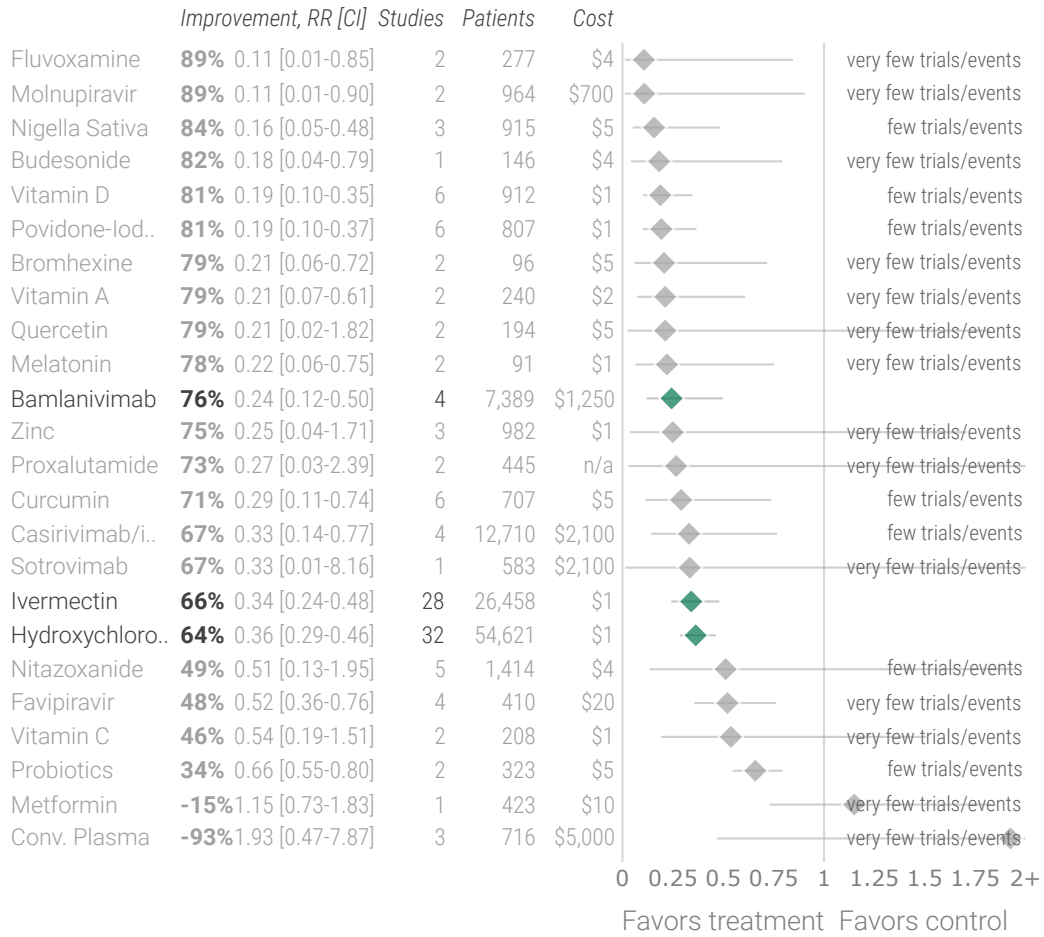 Improvement, RR [CI] Studies Patients Cost
Fluvoxamine 89% 0.11 [0.01-0.85] 2 277 $4 very few trials/events
Molnupiravir 89% 0.11 [0.01-0.90] 2 964 $700 very few trials/events
Nigella Sativa 84% 0.16 [0.05-0.48] 3 915 $5 few trials/events
Budesonide 82% 0.18 [0.04-0.79] 1 146 $4 very few trials/events
Vitamin D 81% 0.19 [0.10-0.35] 6 912 $1 few trials/events
Povidone-Iod.. 81% 0.19 [0.10-0.37] 6 807 $1 few trials/events
Bromhexine 79% 0.21 [0.06-0.72] 2 96 $5 very few trials/events
Vitamin A 79% 0.21 [0.07-0.61] 2 240 $2 very few trials/events
Quercetin 79% 0.21 [0.02-1.82] 2 194 $5 very few trials/events
Melatonin 78% 0.22 [0.06-0.75] 2 91 $1 very few trials/events
Bamlanivimab 76% 0.24 [0.12-0.50] 4 7,389 $1,250
Zinc 75% 0.25 [0.04-1.71] 3 982 $1 very few trials/events
Proxalutamide 73% 0.27 [0.03-2.39] 2 445 n/a very few trials/events
Curcumin 71% 0.29 [0.11-0.74] 6 707 $5 few trials/events
Casirivimab/i.. 67% 0.33 [0.14-0.77] 4 12,710 $2,100 few trials/events
Sotrovimab 67% 0.33 [0.01-8.16] 1 583 $2,100 very few trials/events
Ivermectin 66% 0.34 [0.24-0.48] 28 26,458 $1
Hydroxychloro.. 64% 0.36 [0.29-0.46] 32 54,621 $1
Nitazoxanide 49% 0.51 [0.13-1.95] 5 1,414 $4 few trials/events
Favipiravir 48% 0.52 [0.36-0.76] 4 410 $20 very few trials/events
Vitamin C 46% 0.54 [0.19-1.51] 2 208 $1 very few trials/events
Probiotics 34% 0.66 [0.55-0.80] 2 323 $5 few trials/events
Metformin -15% 1.15 [0.73-1.83] 1 423 $10 very few trials/events
Conv. Plasma -93% 1.93 [0.47-7.87] 3 716 $5,000 very few trials/events
0 0.25 0.5 0.75 1 1.25 1.5 1.75 2+
Favors treatment Favors control